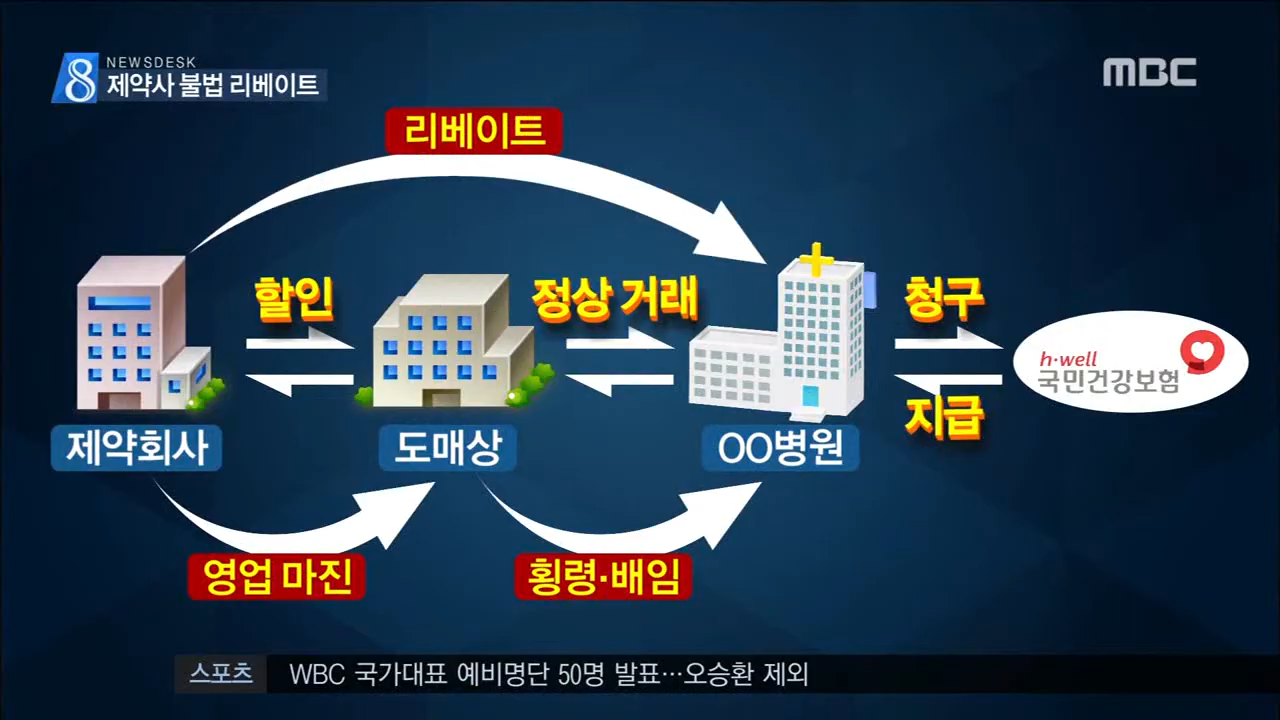 8
NEWSDESK
제약사 불법 리베이트
MBC
리베이트
할인
정상 거래
청구
h·well
국민건강보험
지급
제약회사
도매상
OO병원
영업 마진
횡령·배임
스포츠
WBC 국가대표 예비명단 50명 발표…오승환 제외